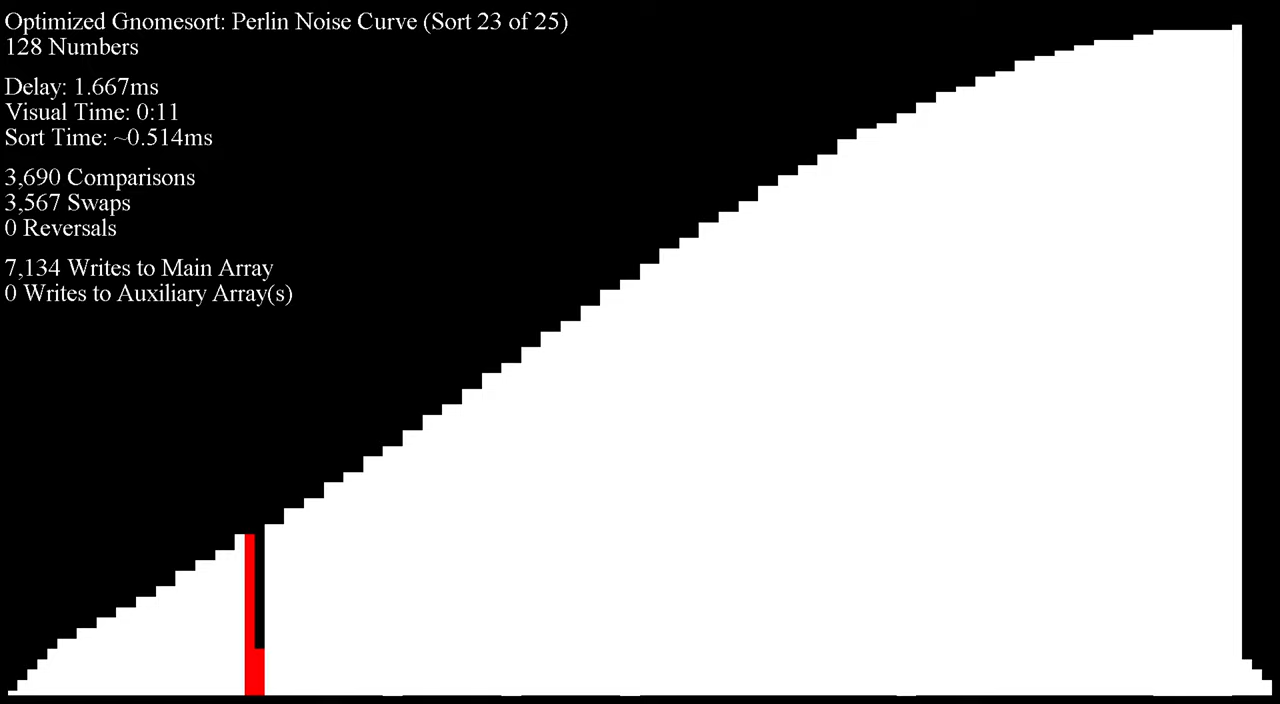 Optimized Gnomesort: Perlin Noise Curve (Sort 23 of 25)
128 Numbers
Delay: 1.667ms
Visual Time: 0:11
Sort Time: ~0.514ms
3,690 Comparisons
3,567 Swaps
0 Reversals
7,134 Writes to Main Array
0 Writes to Auxiliary Array(s)